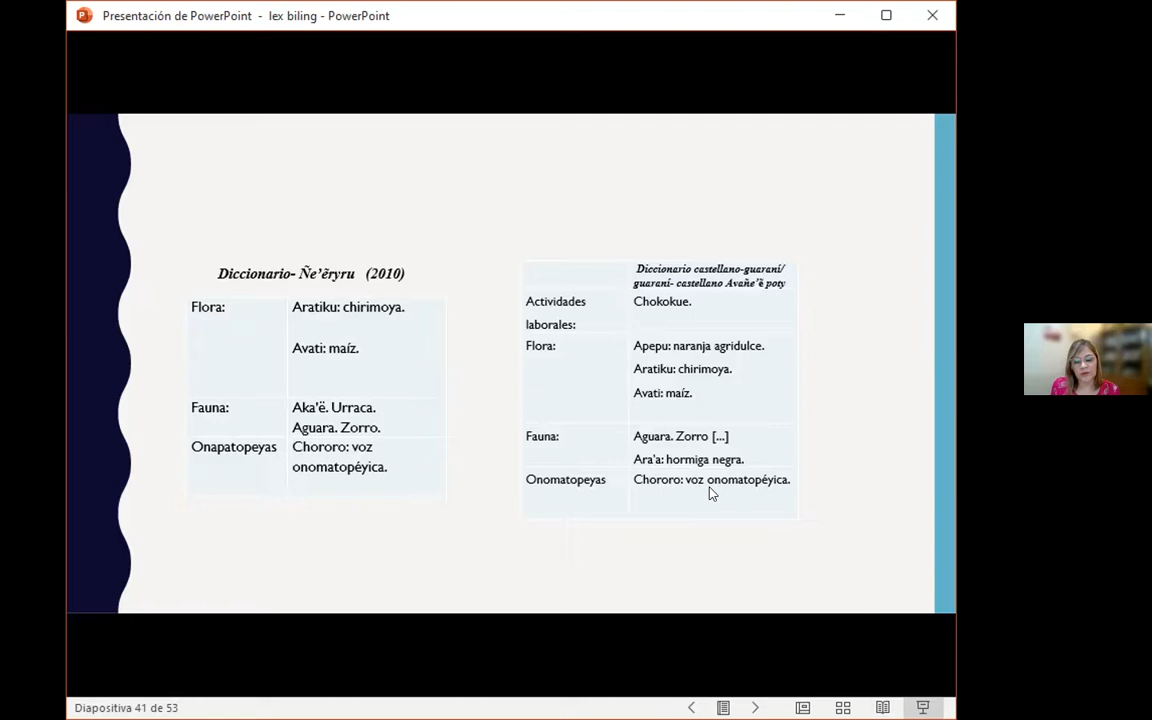 Presentación de PowerPoint - lex biling - PowerPoint
Diccionario- Ñe'ẽryru (2010)
Flora:
Aratiku: chirimoya.
Avati: maíz.
Fauna:
Aka'ë. Urraca.
Aguara. Zorro.
Onapatopeyas
Chororo: voz
onomatopéyica.
Diccionario castellano-guaraní/
guaraní- castellano Avañe'ẽ poty
Actividades
laborales:
Chokokue.
Flora:
Apepu: naranja agridulce.
Aratiku: chirimoya.
Avati: maíz.
Fauna:
Aguara. Zorro [...]
Ara'a: hormiga negra.
Onomatopeyas
Chororo: voz onomatopéyica.
Diapositiva 41 de 53